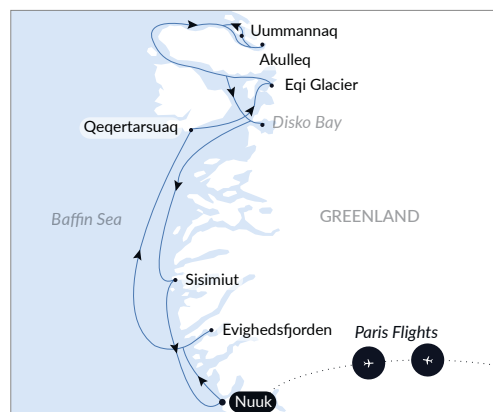 Uummannaq
Akulleq
Eqi Glacier
Disko Bay
Qeqertarsuaq
Baffin Sea
GREENLAND
Sisimiut
Evighedsfjorden
Paris Flights
Nuuk